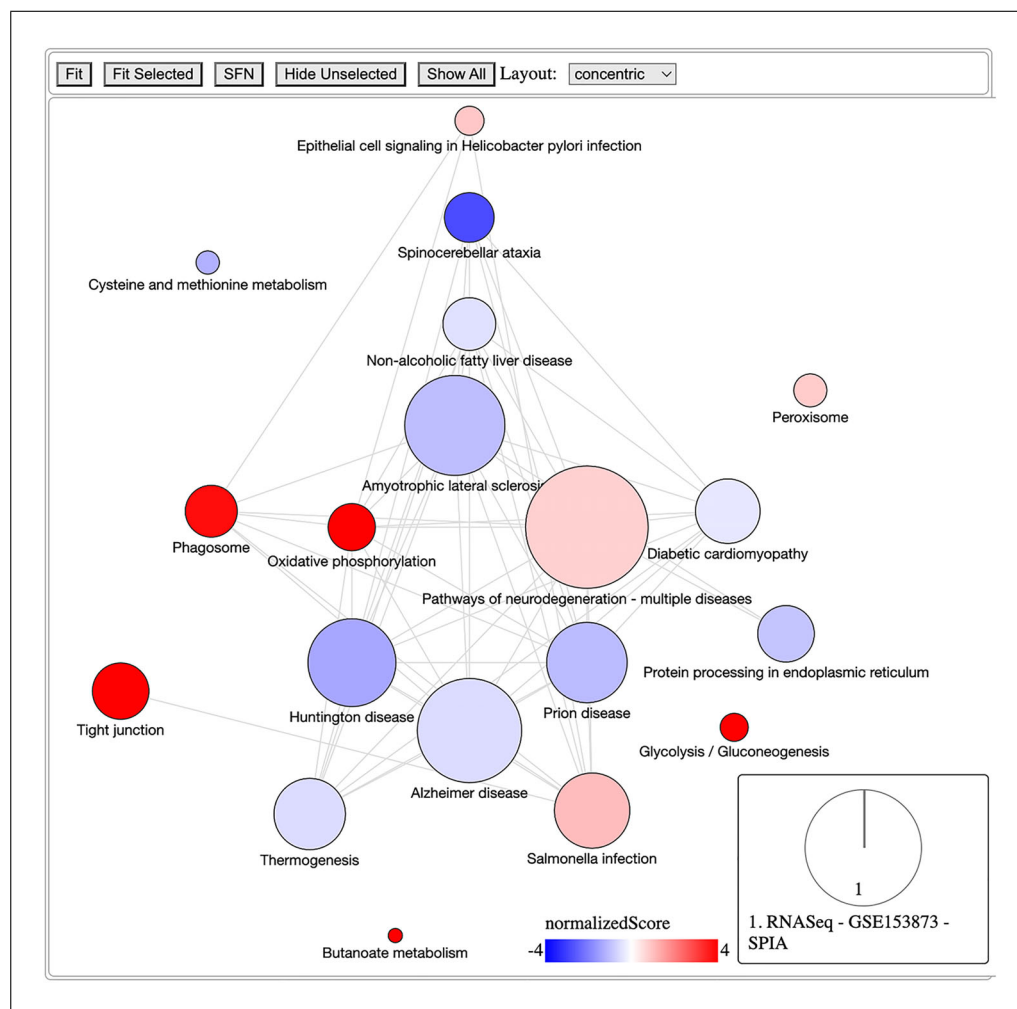 Fit Fit Selected SFN Hide Unselected Show All Layout: concentric
Epithelial cell signaling in Helicobacter pylori infection
Spinocerebellar ataxia
Cysteine and methionine metabolism
Non-alcoholic fatty liver disease
Peroxisome
Amyotrophic lateral sclerosi
Phagosome
Oxidative phosphorylation
Diabetic cardiomyopathy
Pathways of neurodegeneration - multiple diseases
Protein processing in endoplasmic reticulum
Huntington disease
Prion disease
Tight junction
Glycolysis / Gluconeogenesis
Alzheimer disease
Thermogenesis
Salmonella infection
1
1. RNASeq - GSE153873 -
SPIA
normalizedScore
-4 4
Butanoate metabolism